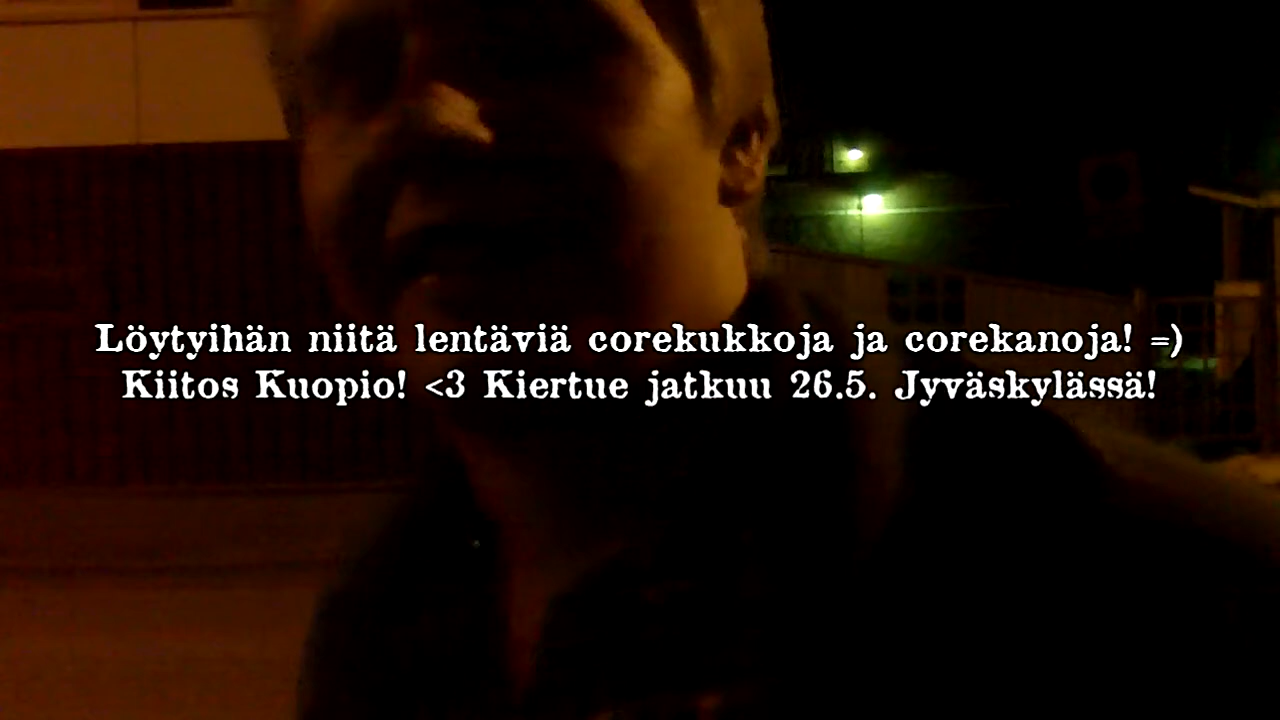 Löytyihän niitä lentäviä corekukkoja ja corekanoja! =)
Kiitos Kuopio! <3 Kiertue jatkuu 26.5. Jyväskylässä!